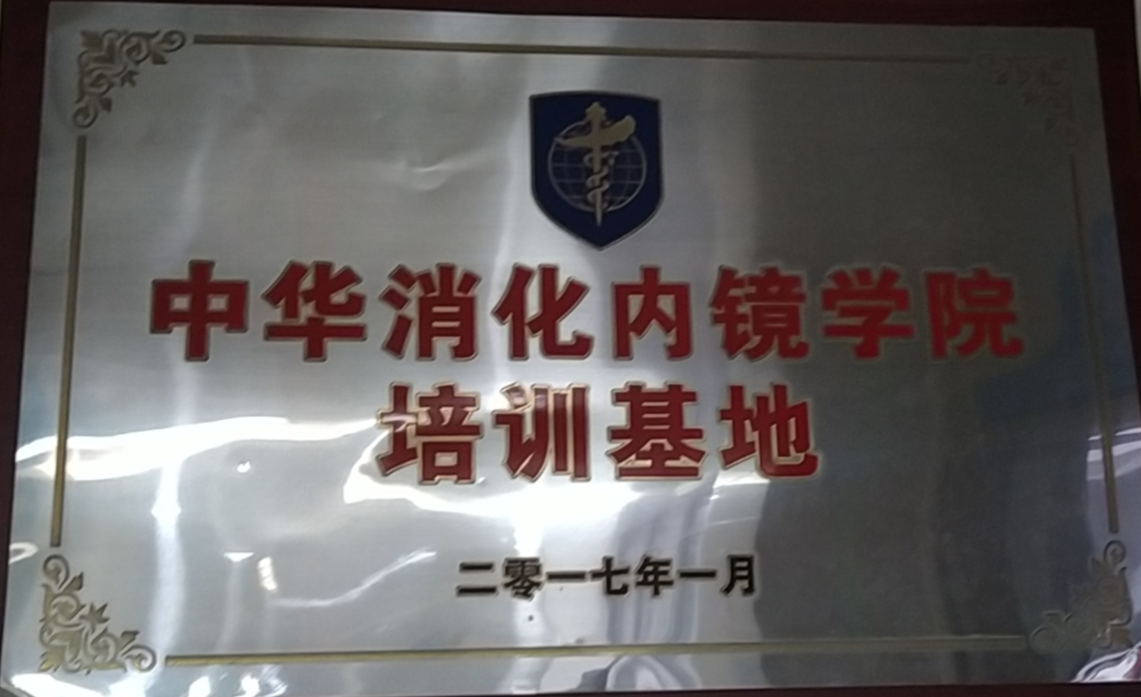 中华消化内镜学院
培训基地
二零一七年一月